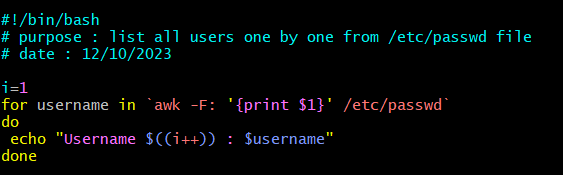 #!/bin/bash
# purpose : list all users one by one from /etc/passwd file
# date : 12/10/2023

i=1
for username in `awk -F: '{print $1}' /etc/passwd`
do
 echo "Username $((i++)) : $username"
done